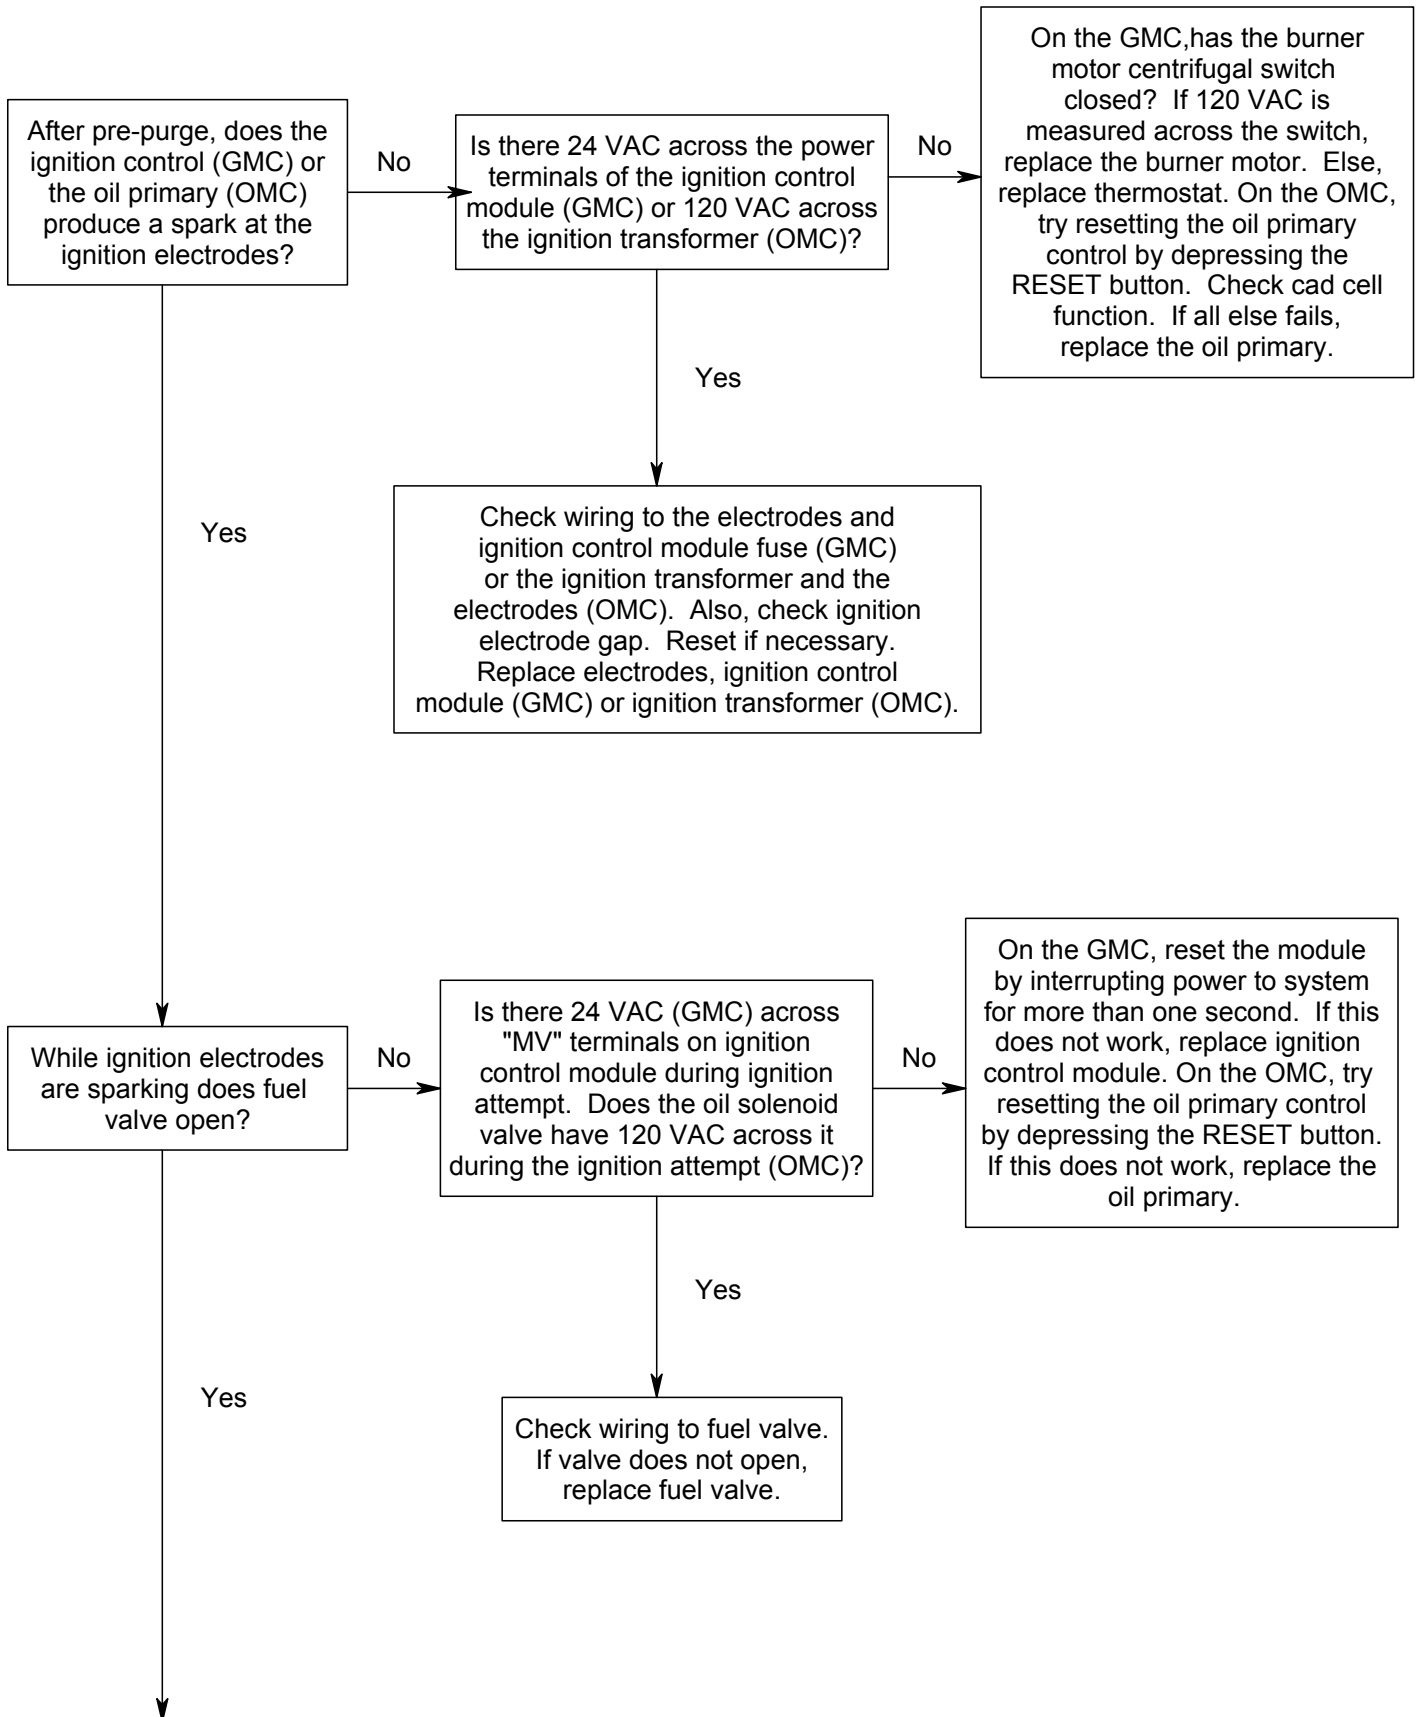 After pre-purge, does the
ignition control (GMC) or
the oil primary (OMC)
produce a spark at the
ignition electrodes?
No
Is there 24 VAC across the power
terminals of the ignition control
module (GMC) or 120 VAC across
the ignition transformer (OMC)?
No
On the GMC,has the burner
motor centrifugal switch
closed? If 120 VAC is
measured across the switch,
replace the burner motor. Else,
replace thermostat. On the OMC,
try resetting the oil primary
control by depressing the
RESET button. Check cad cell
function. If all else fails,
replace the oil primary.
Yes
Check wiring to the electrodes and
ignition control module fuse (GMC)
or the ignition transformer and the
electrodes (OMC). Also, check ignition
electrode gap. Reset if necessary.
Replace electrodes, ignition control
module (GMC) or ignition transformer (OMC).
Yes
While ignition electrodes
are sparking does fuel
valve open?
No
Is there 24 VAC (GMC) across
"MV" terminals on ignition
control module during ignition
attempt. Does the oil solenoid
valve have 120 VAC across it
during the ignition attempt (OMC)?
No
On the GMC, reset the module
by interrupting power to system
for more than one second. If this
does not work, replace ignition
control module. On the OMC, try
resetting the oil primary control
by depressing the RESET button.
If this does not work, replace the
oil primary.
Yes
Check wiring to fuel valve.
If valve does not open,
replace fuel valve.
Yes